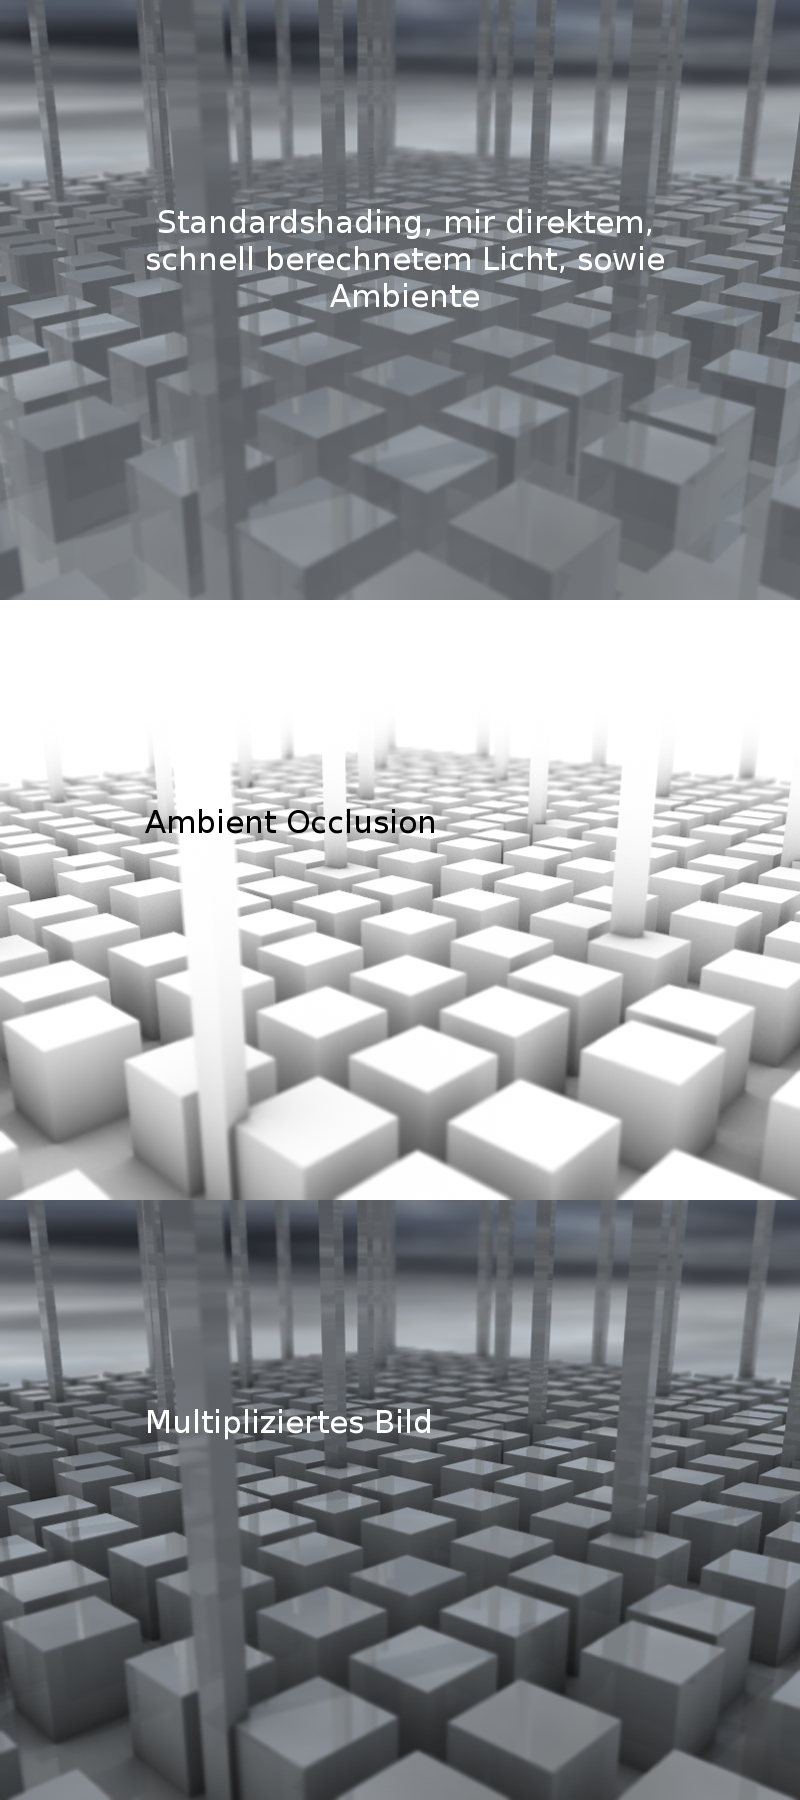 Standardshading, mir direktem,
schnell berechnetem Licht, sowie
Ambiente
Ambient Occlusion
Multipliziertes Bild